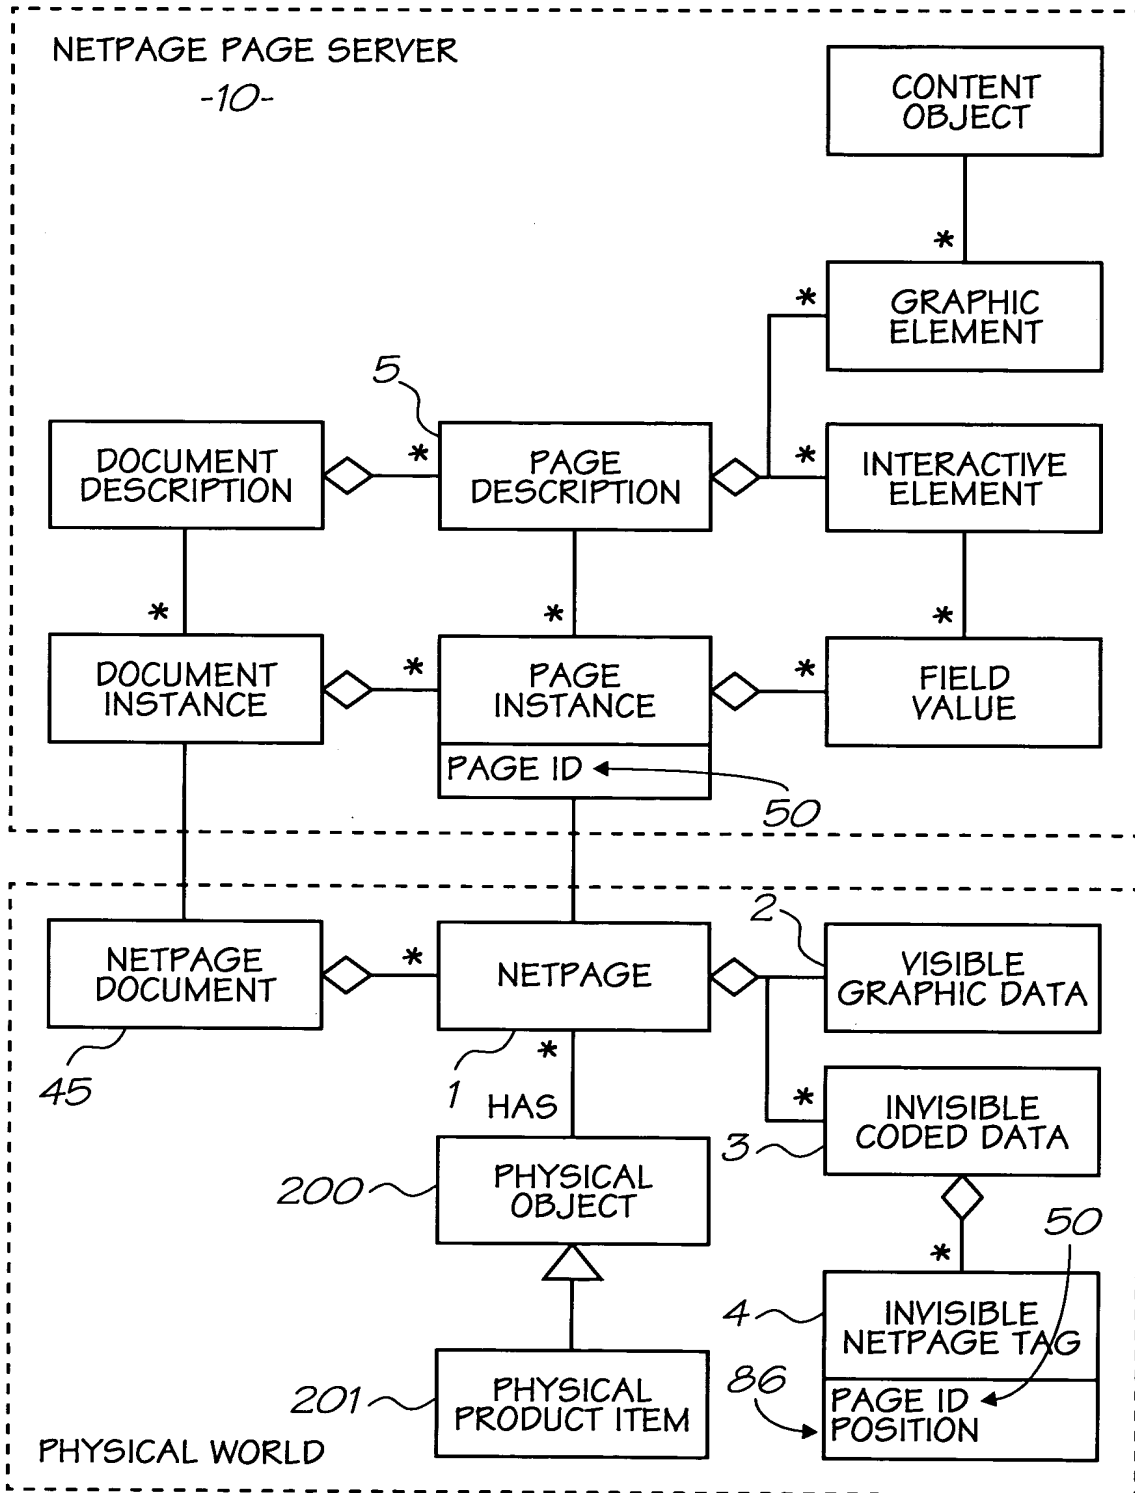 NETPAGE PAGE SERVER
-10-
CONTENT
OBJECT
*
*
GRAPHIC
ELEMENT
5
DOCUMENT
DESCRIPTION
*
PAGE
DESCRIPTION
*
INTERACTIVE
ELEMENT
*
*
*
DOCUMENT
INSTANCE
*
PAGE
INSTANCE
*
FIELD
VALUE
PAGE ID
50
NETPAGE
DOCUMENT
*
NETPAGE
2
VISIBLE
GRAPHIC DATA
45
1
*
HAS
*
INVISIBLE
CODED DATA
3
200
PHYSICAL
OBJECT
50
*
4
INVISIBLE
NETPAGE TAG
201
PHYSICAL
PRODUCT ITEM
86
PAGE ID
POSITION
PHYSICAL WORLD